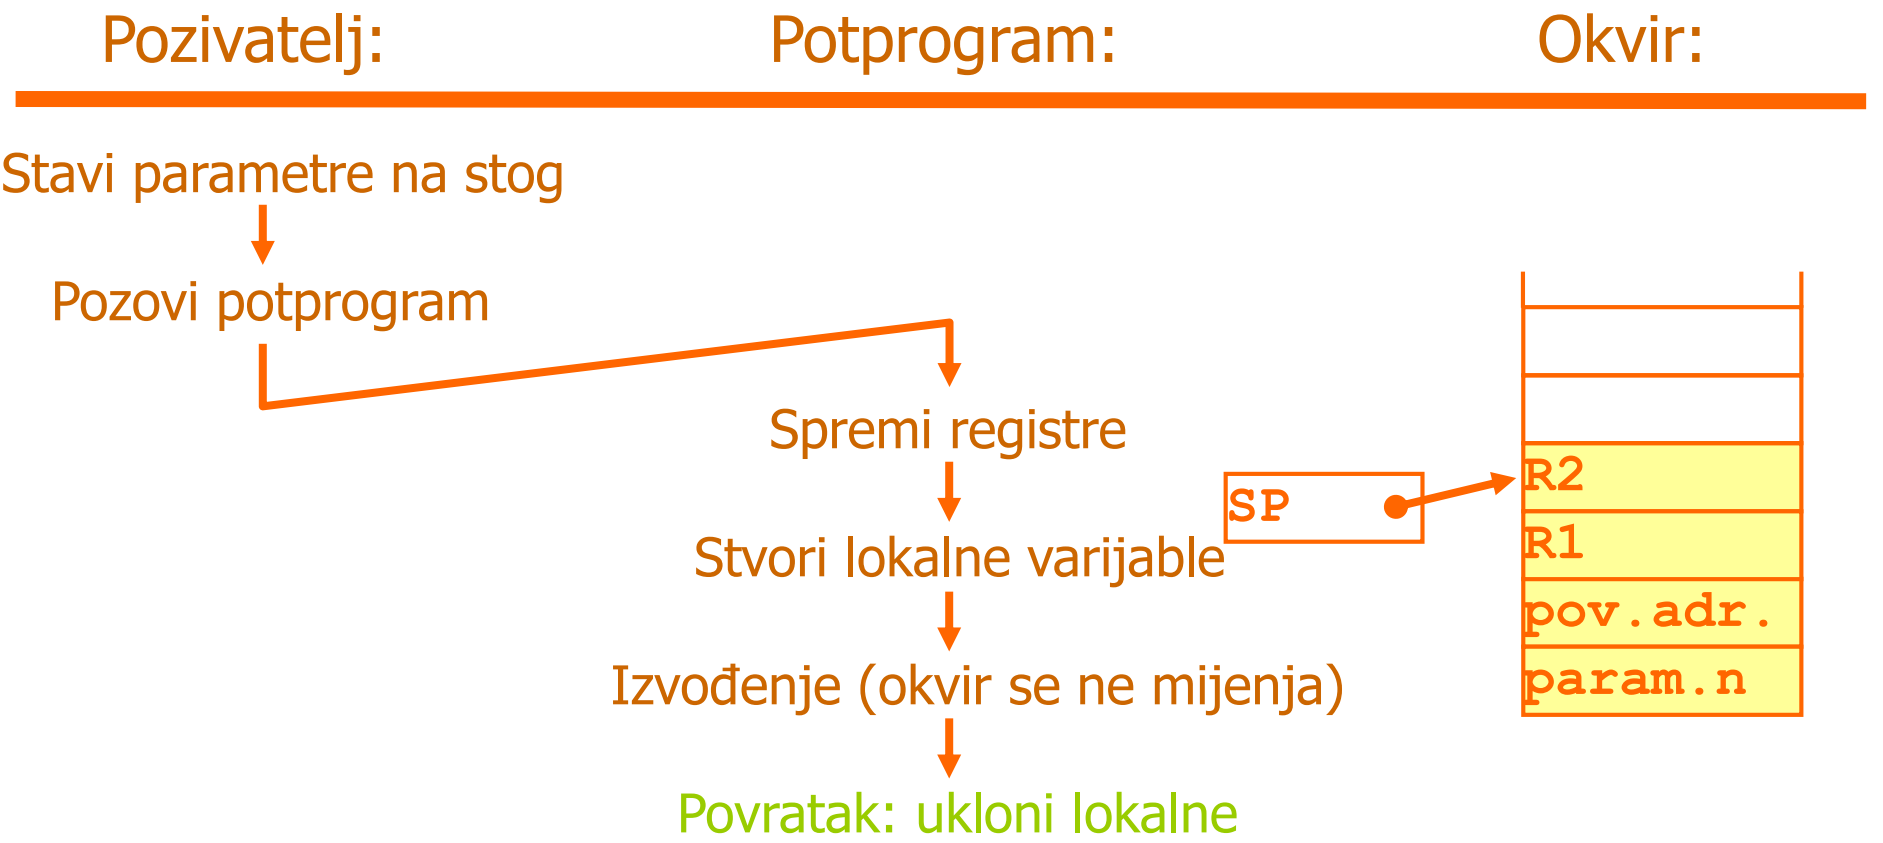 Pozivatelj:
Potprogram:
Okvir:
Stavi parametre na stog
Pozovi potprogram
Spremi registre
Stvori lokalne varijable
Izvođenje (okvir se ne mijenja)
Povratak: ukloni lokalne
SP
R2
R1
pov.adr.
param.n